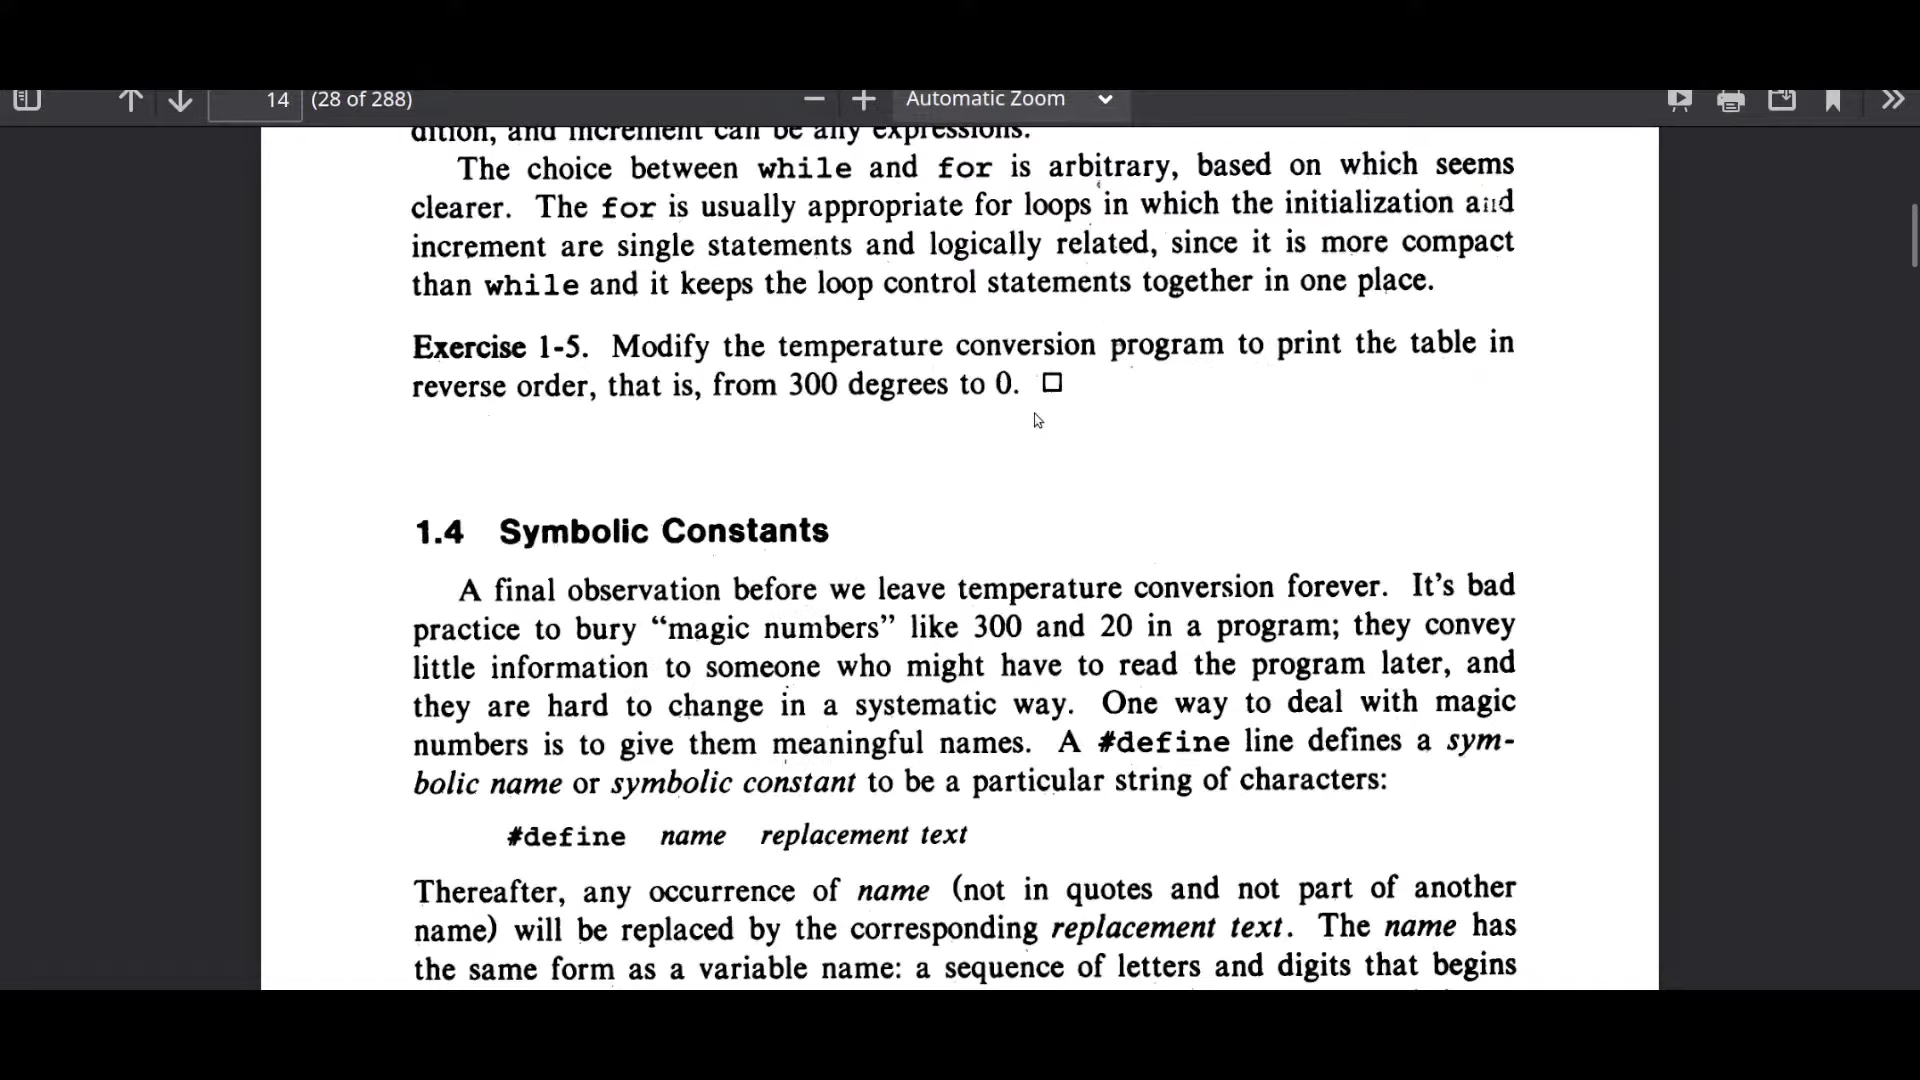 14 (28 of 288) Automatic Zoom
dition, and increment can be any expressions.
The choice between while and for is arbitrary, based on which seems
clearer. The for is usually appropriate for loops in which the initialization and
increment are single statements and logically related, since it is more compact
than while and it keeps the loop control statements together in one place.
Exercise 1-5. Modify the temperature conversion program to print the table in
reverse order, that is, from 300 degrees to 0. □
1.4 Symbolic Constants
A final observation before we leave temperature conversion forever. It's bad
practice to bury “magic numbers” like 300 and 20 in a program; they convey
little information to someone who might have to read the program later, and
they are hard to change in a systematic way. One way to deal with magic
numbers is to give them meaningful names. A #define line defines a sym-
bolic name or symbolic constant to be a particular string of characters:
#define name replacement text
Thereafter, any occurrence of name (not in quotes and not part of another
name) will be replaced by the corresponding replacement text. The name has
the same form as a variable name: a sequence of letters and digits that begins